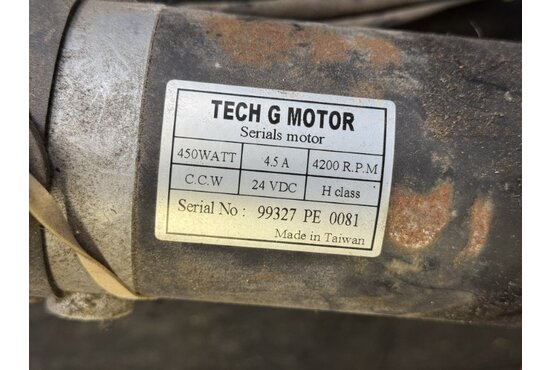 TECH G MOTOR
Serials motor
450WATT 4.5 A 4200 R.P.M
C.C.W 24 VDC H class
Serial No : 99327 PE 0081
Made in Taiwan